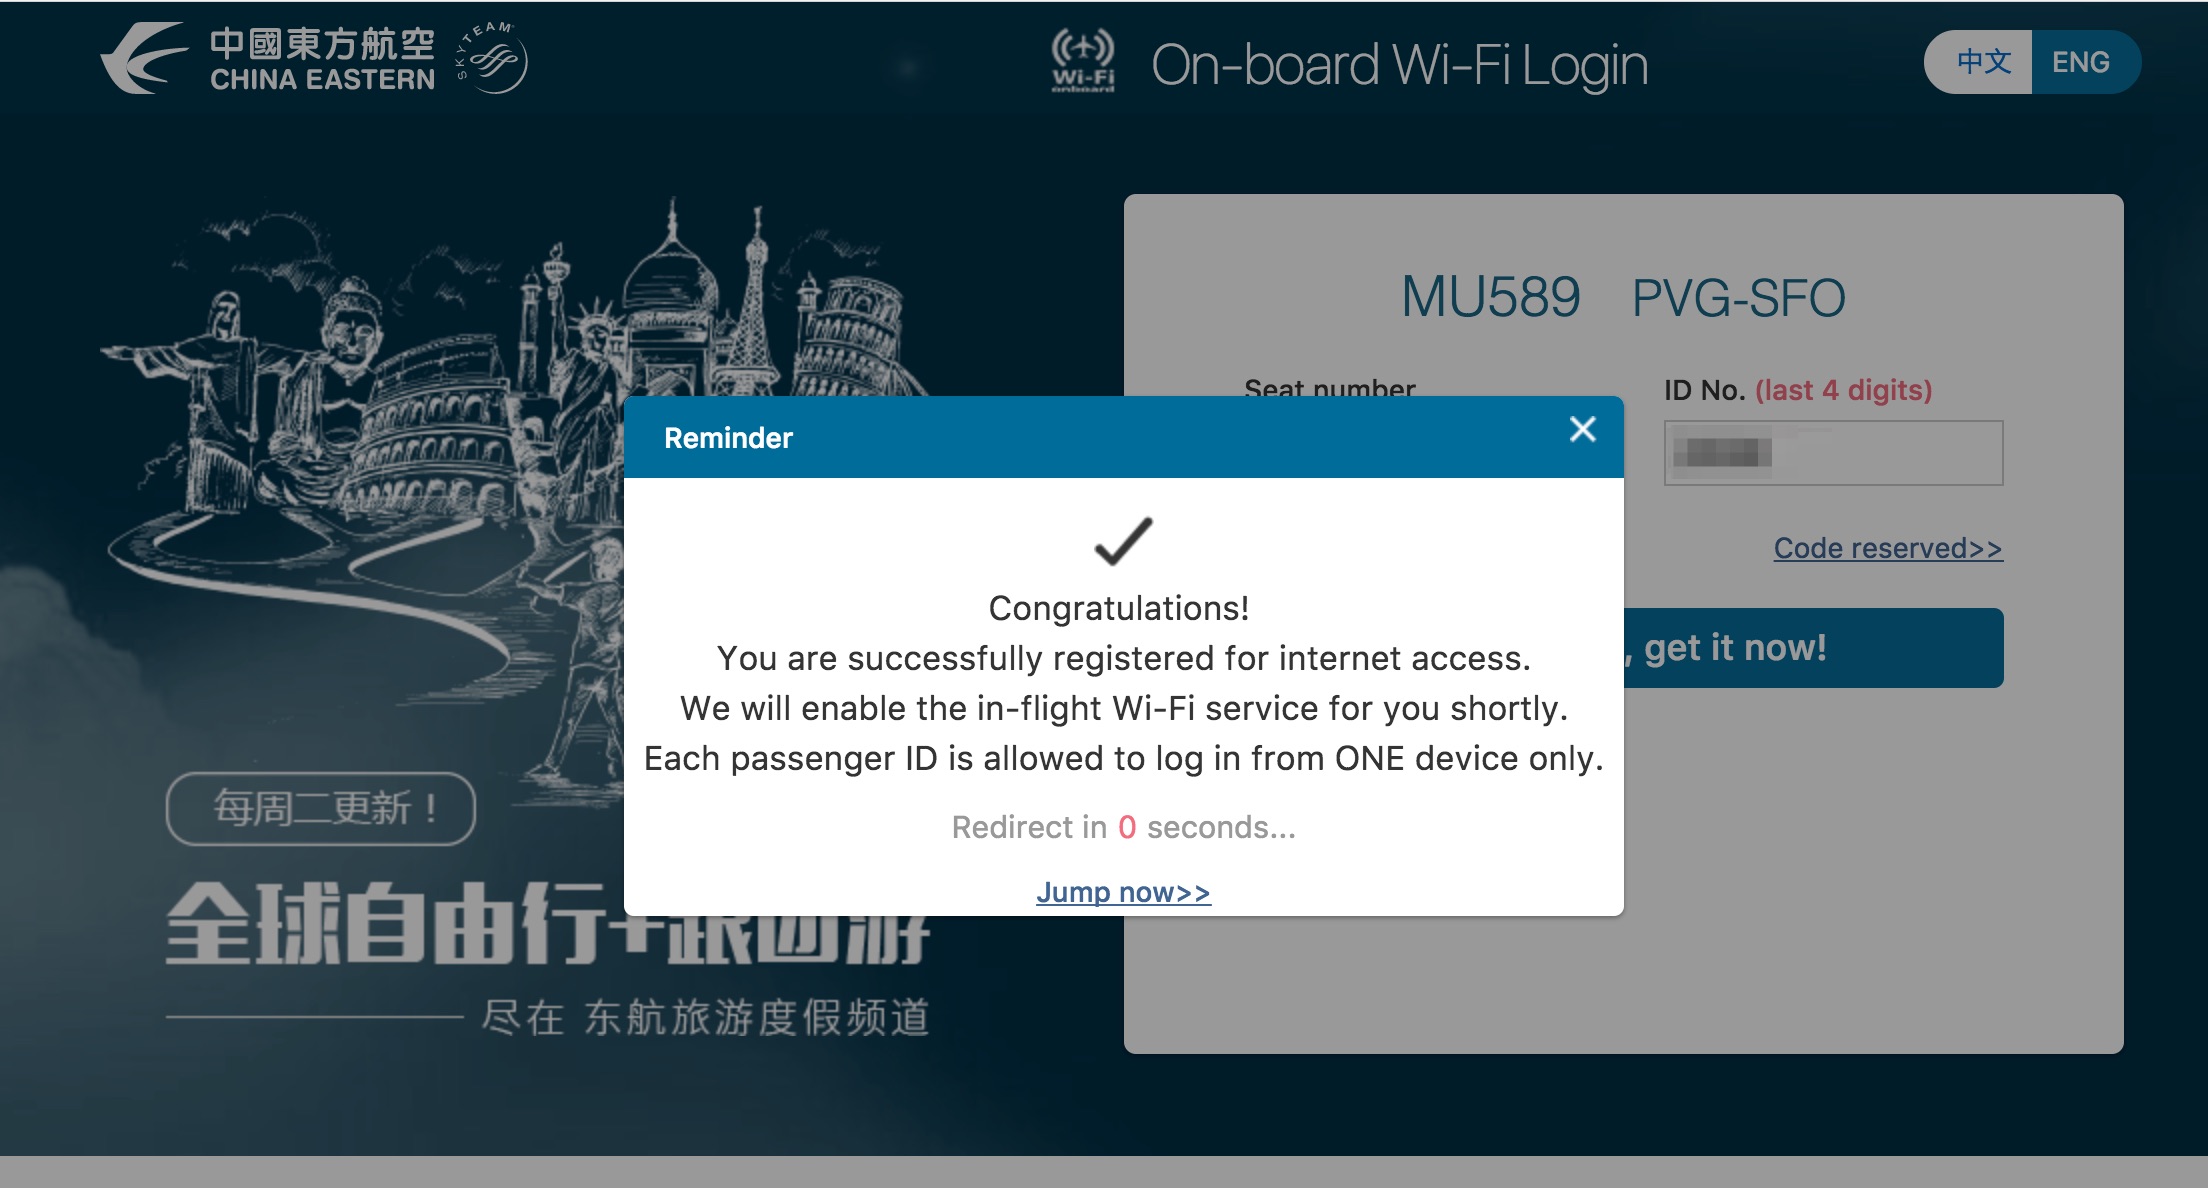 中國東方航空
CHINA EASTERN
SKYTEAM
Wi-Fi
onboard
On-board Wi-Fi Login
中文
ENG
MU589 PVG-SFO
Seat number
ID No. (last 4 digits)
Code reserved>>
, get it now!
Reminder
Congratulations!
You are successfully registered for internet access.
We will enable the in-flight Wi-Fi service for you shortly.
Each passenger ID is allowed to log in from ONE device only.
Redirect in 0 seconds...
Jump now>>
每周二更新！
全球自由行+跟团游
尽在 东航旅游度假频道